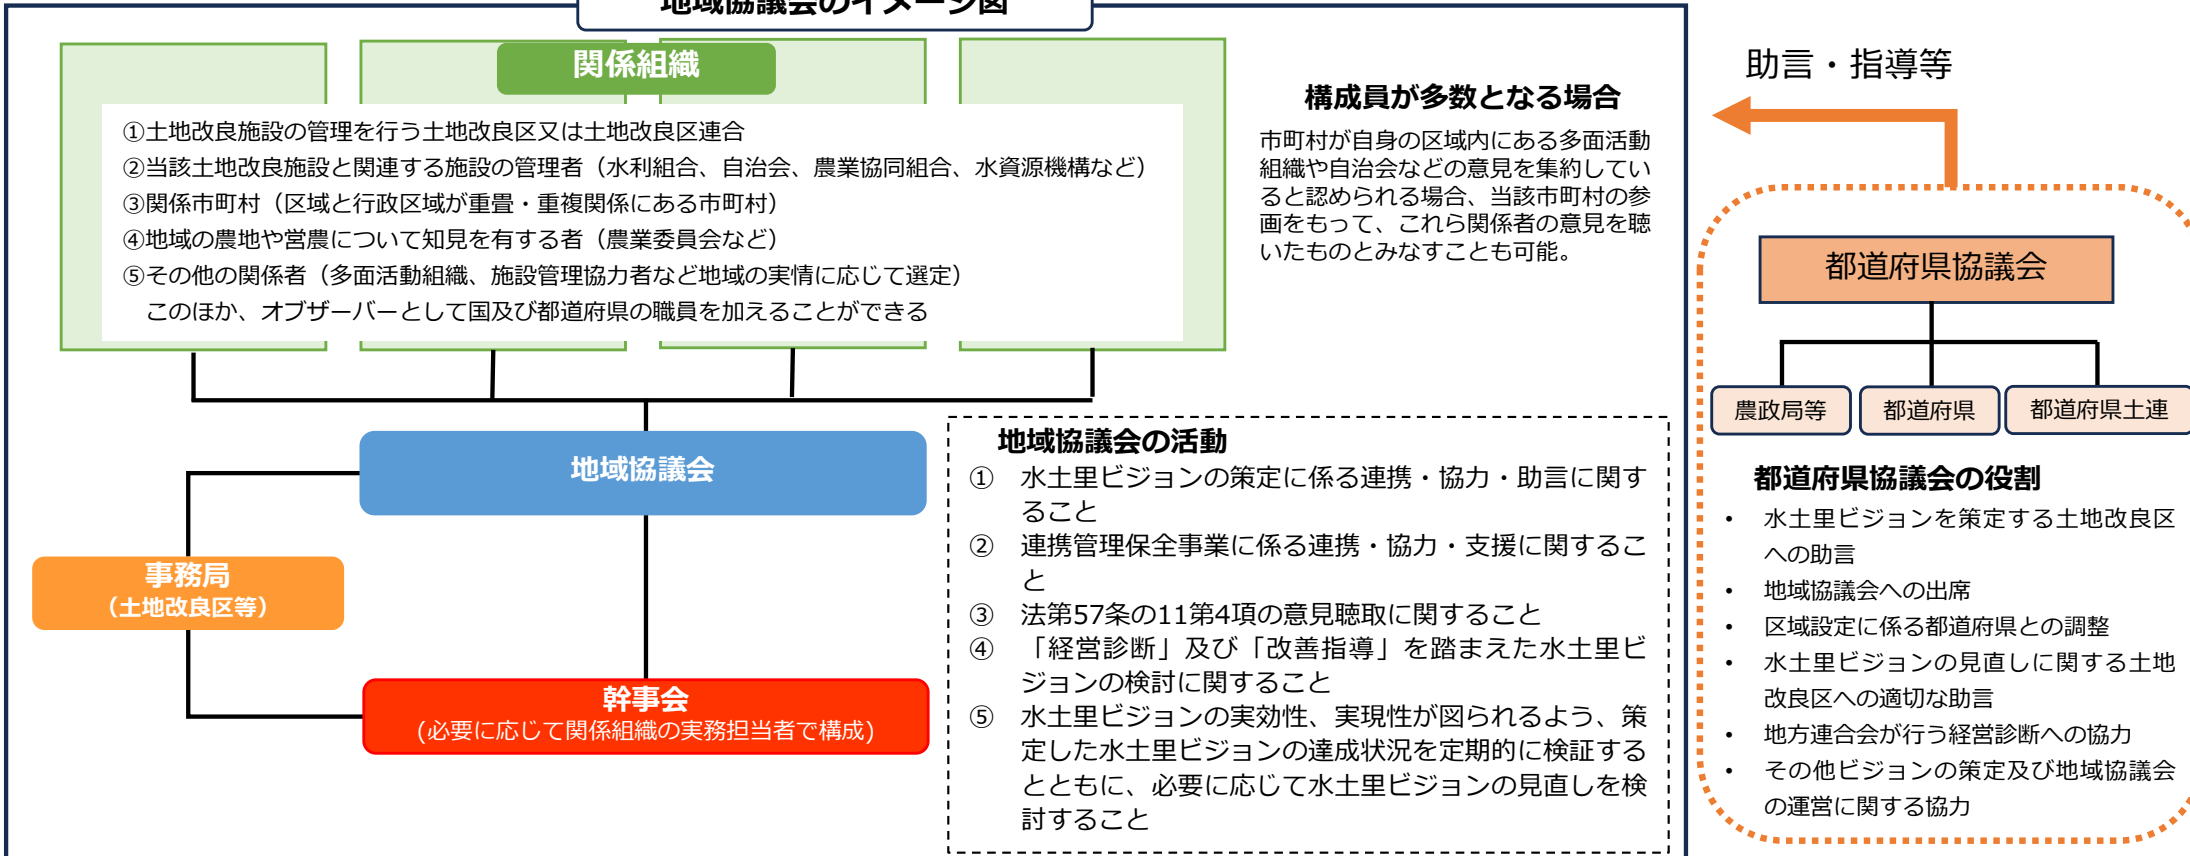 地域協議会のイメージ図
関係組織
①土地改良施設の管理を行う土地改良区又は土地改良区連合
②当該土地改良施設と関連する施設の管理者（水利組合、自治会、農業協同組合、水資源機構など）
③関係市町村（区域と行政区域が重畳・重複関係にある市町村）
④地域の農地や営農について知見を有する者（農業委員会など）
⑤その他の関係者（多面活動組織、施設管理協力者など地域の実情に応じて選定）
このほか、オブザーバーとして国及び都道府県の職員を加えることができる
構成員が多数となる場合
市町村が自身の区域内にある多面活動
組織や自治会などの意見を集約してい
ると認められる場合、当該市町村の参
画をもって、これら関係者の意見を聴
いたものとみなすことも可能。
地域協議会
事務局
（土地改良区等）
幹事会
(必要に応じて関係組織の実務担当者で構成)
地域協議会の活動
① 水土里ビジョンの策定に係る連携・協力・助言に関す
ること
② 連携管理保全事業に係る連携・協力・支援に関するこ
と
③ 法第57条の11第4項の意見聴取に関すること
④ 「経営診断」及び「改善指導」を踏まえた水土里ビ
ジョンの検討に関すること
⑤ 水土里ビジョンの実効性、実現性が図られるよう、策
定した水土里ビジョンの達成状況を定期的に検証する
とともに、必要に応じて水土里ビジョンの見直しを検
討すること
助言・指導等
都道府県協議会
農政局等
都道府県
都道府県土連
都道府県協議会の役割
• 水土里ビジョンを策定する土地改良区
への助言
• 地域協議会への出席
• 区域設定に係る都道府県との調整
• 水土里ビジョンの見直しに関する土地
改良区への適切な助言
• 地方連合会が行う経営診断への協力
• その他ビジョンの策定及び地域協議会
の運営に関する協力